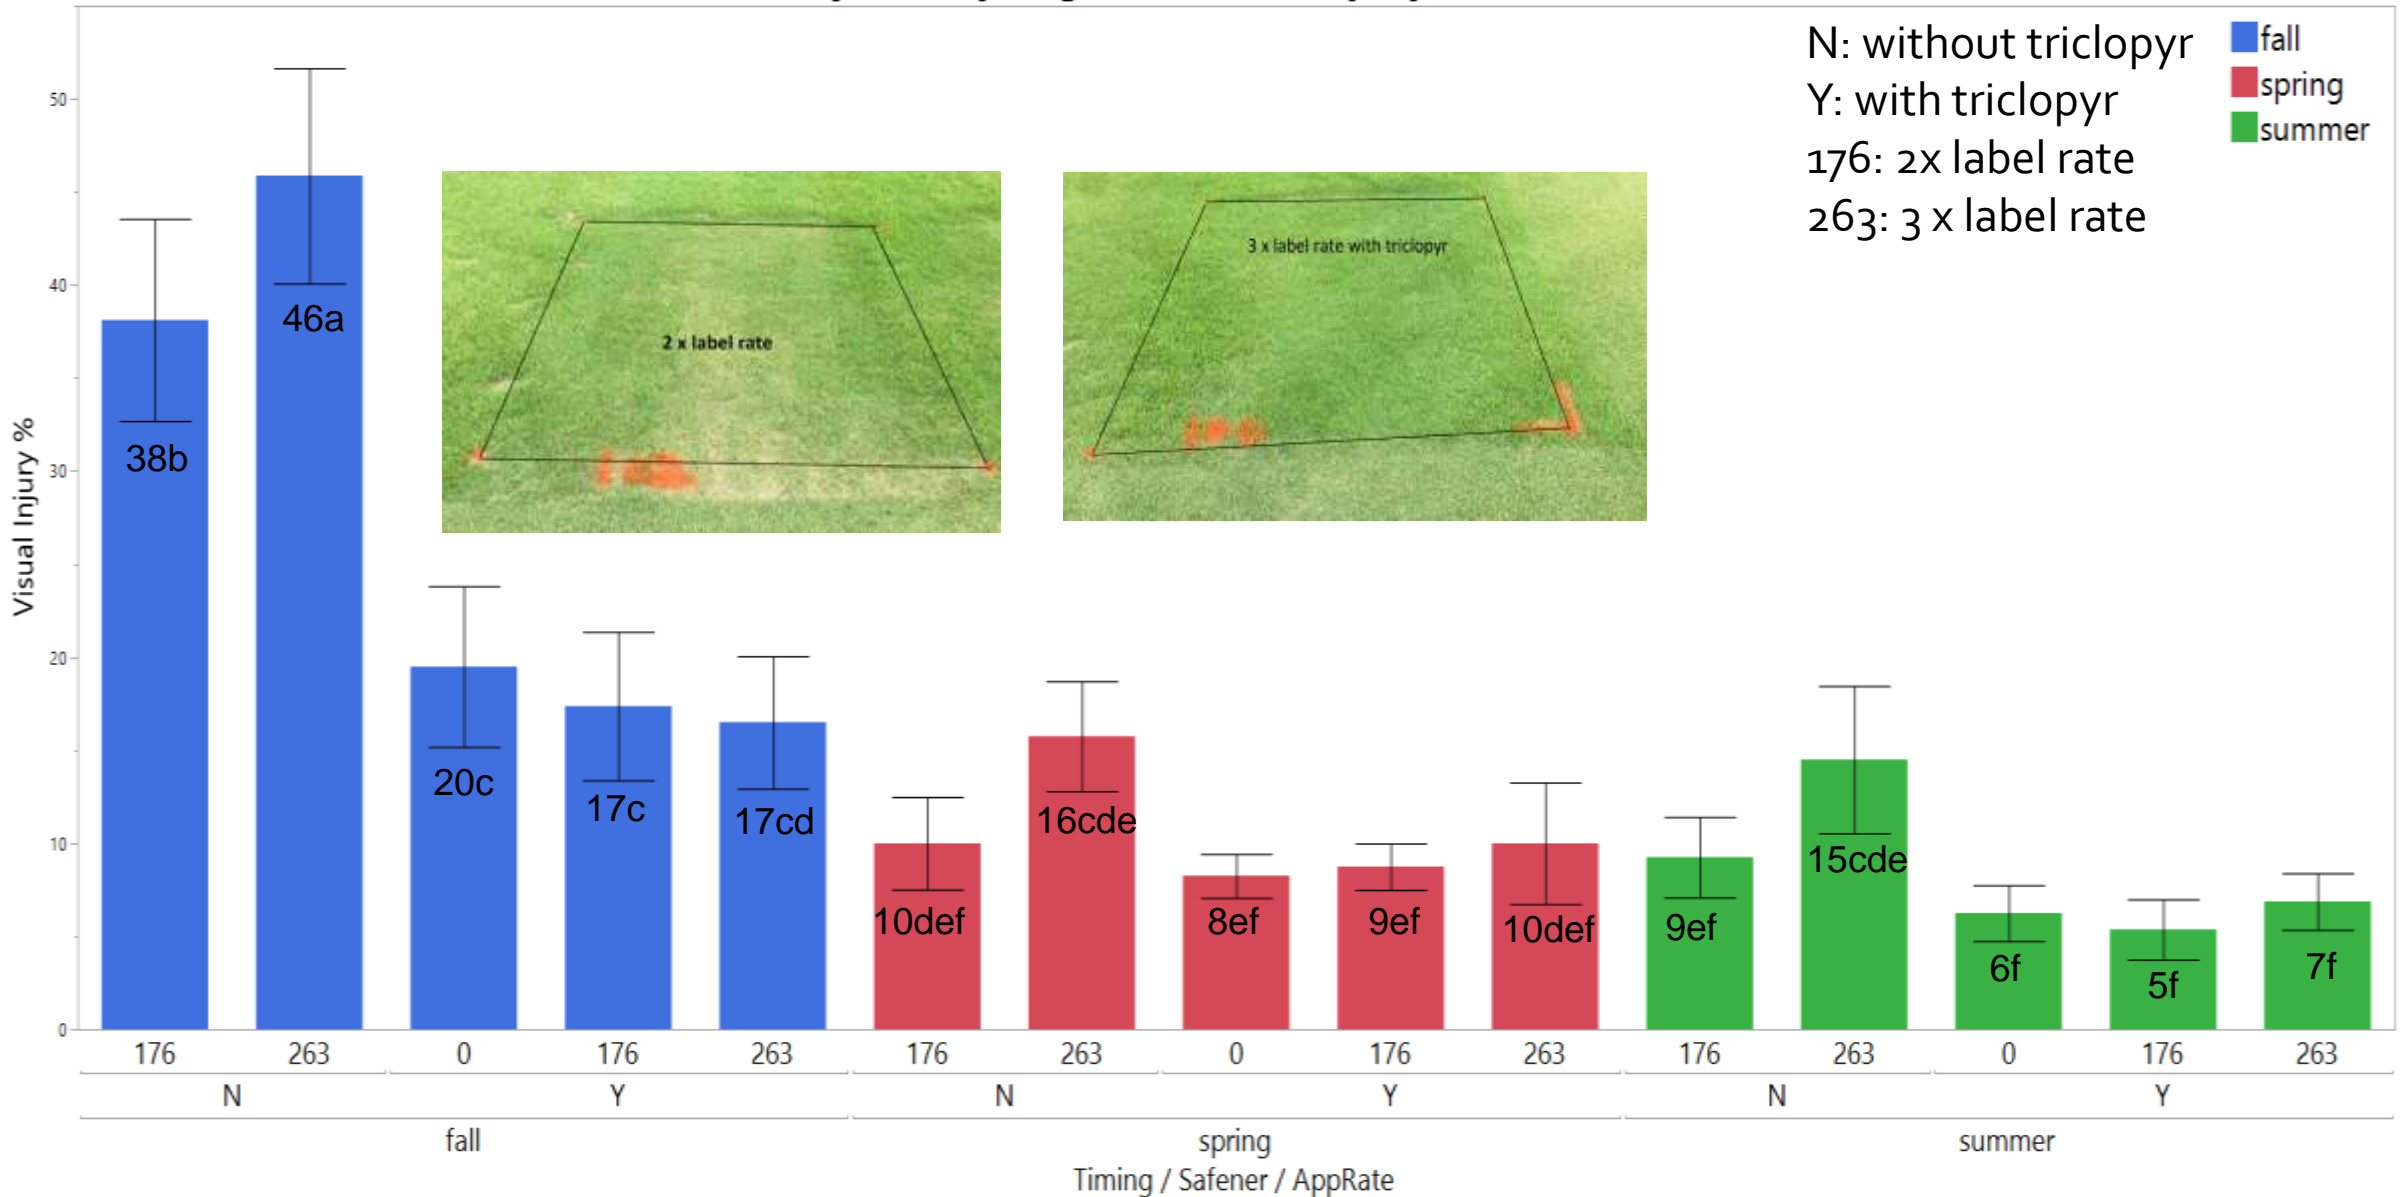 N: without triclopyr
Y: with triclopyr
176: 2x label rate
263: 3 x label rate
fall
spring
summer
Visual Injury %
50
40
30
20
10
0
2 x label rate
3 x label rate with triclopyr
38b
46a
20c
17c
17cd
10def
16cde
8ef
9ef
10def
9ef
15cde
6f
5f
7f
176 263 0 176 263 176 263 0 176 263 176 263 0 176 263
N Y N Y N Y
fall spring summer
Timing / Safener / AppRate